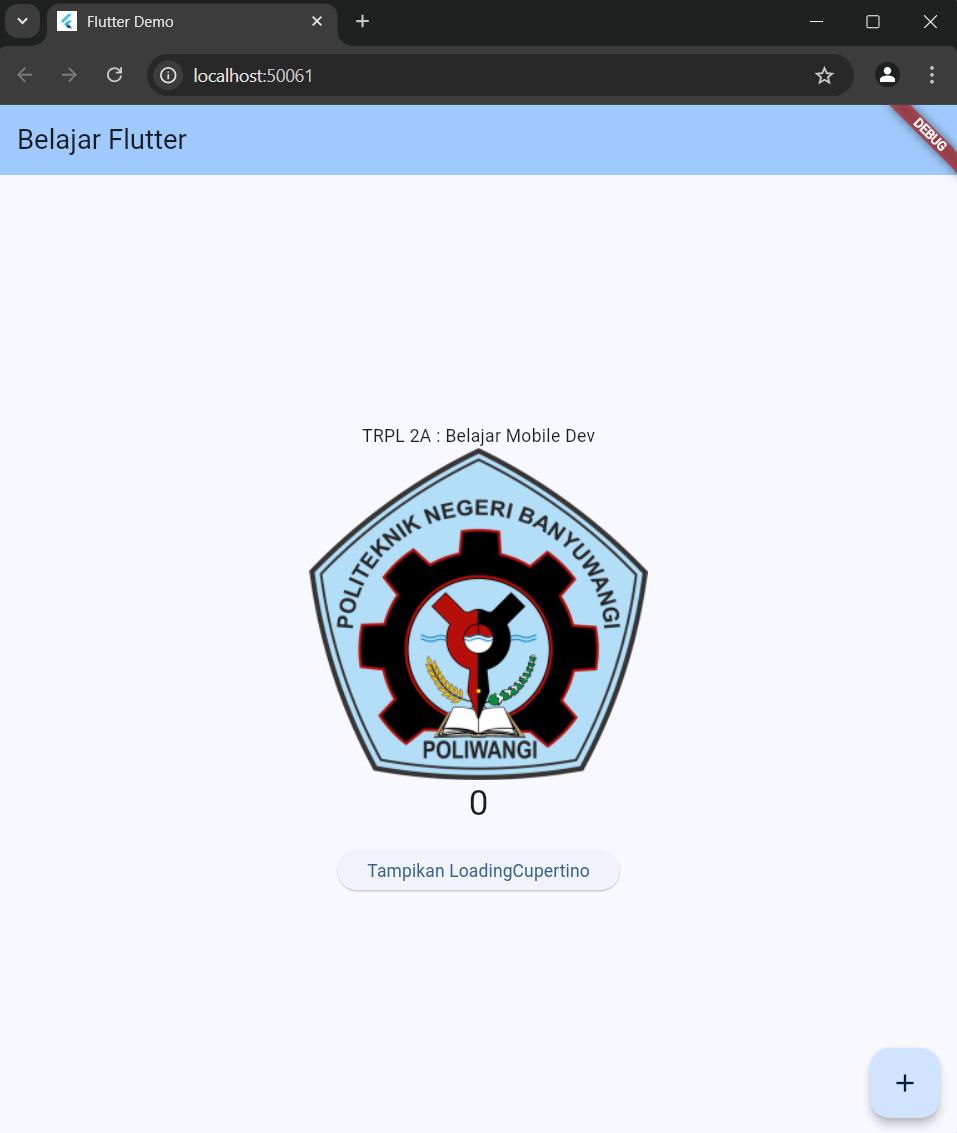 Flutter Demo
localhost:50061
Belajar Flutter
DEBUG
TRPL 2A : Belajar Mobile Dev
POLITEKNIK NEGERI BANYUWANGI
POLIWANGI
0
Tampikan LoadingCupertino